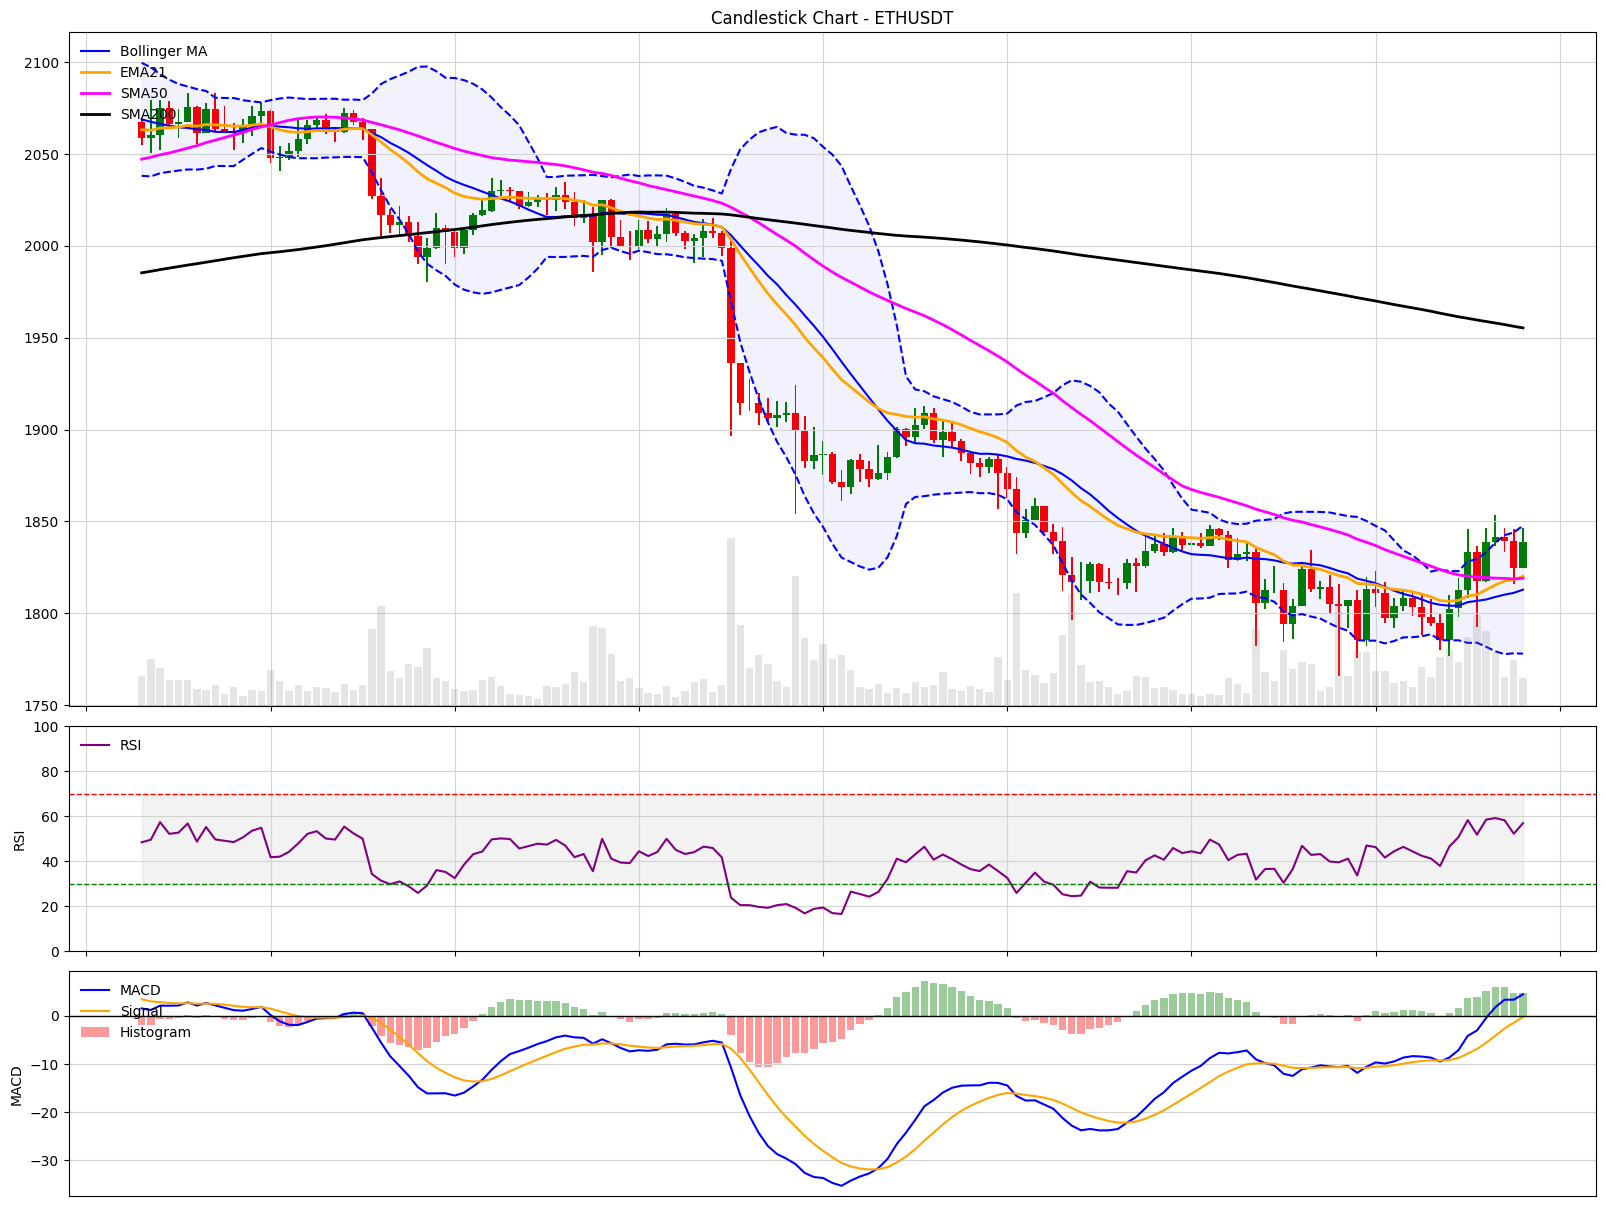 Candlestick Chart - ETHUSDT
Bollinger MA
EMA21
SMA50
SMA200
2100
2050
2000
1950
1900
1850
1800
1750
RSI
RSI
100
80
60
40
20
0
MACD
Signal
Histogram
MACD
0
−10
−20
−30